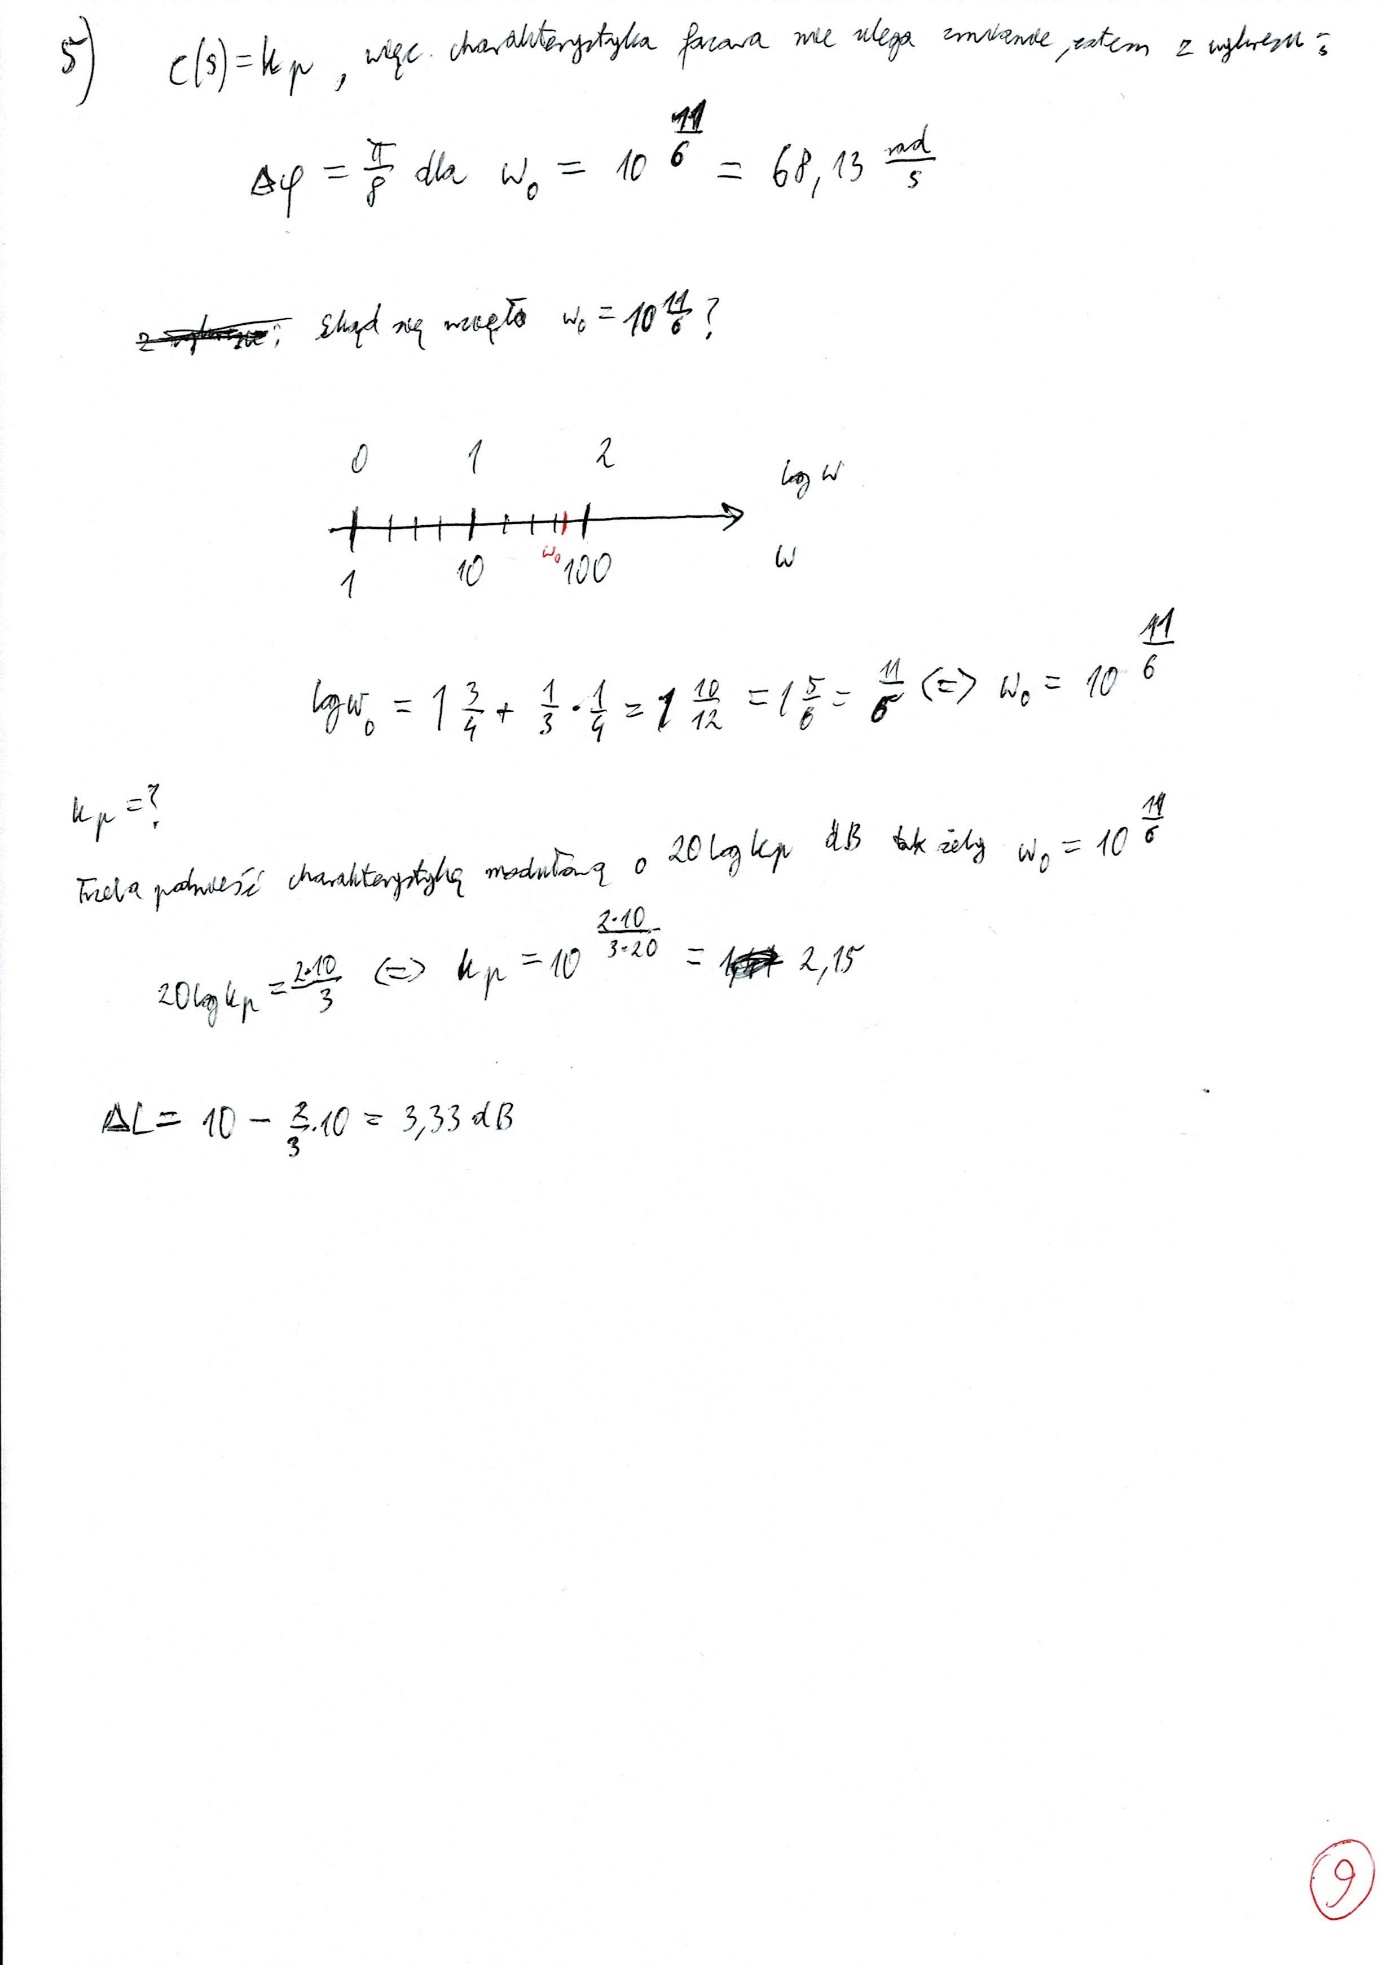 5) C(s) = kp, więc charakterystyka fazowa nie ulega zmianie, zatem z wykresu:
Δφ = π/8 dla ω₀ = 10^(11/6) = 68,13 rad/s
skąd się wzięło ω₀ = 10^(11/6) ?
0 1 2 log ω
ω₀
1 10 100 ω
log ω₀ = 1 3/4 + 1/3 · 1/4 = 1 10/12 = 1 5/6 = 11/6 (=) ω₀ = 10^(11/6)
kp = ?
Trzeba podnieść charakterystykę modułową o 20 log kp dB tak żeby ω₀ = 10^(11/6)
20 log kp = 2·10/3 (=) kp = 10^(2·10/3·20) = 2,15
ΔL = 10 − 2/3·10 = 3,33 dB
9